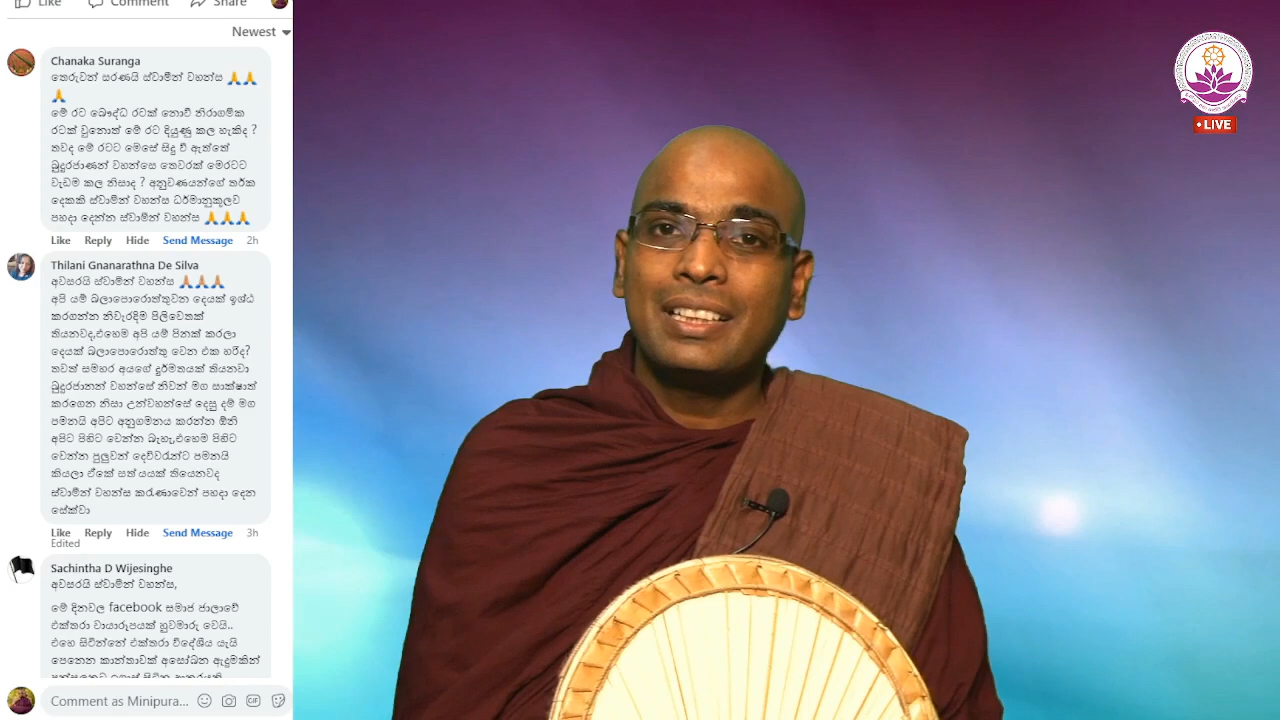 Like Comment Share
Newest
Chanaka Suranga
තෙරුවන් සරණයි ස්වාමින් වහන්ස 🙏🙏
🙏
මේ රට බෞද්ධ රටක් නොවී නිරාගමික
රටක් වුනොත් මේ රට දියුණු කල හැකිද ?
තවද මේ රටට මෙසේ සිදු වී ඇත්තේ
බුදුරජාණන් වහන්සෙ තෙවරක් මෙරටට
වැඩම කල නිසාද ? අනුවණයන්ගේ තර්ක
දෙකකි ස්වාමින් වහන්ස ධර්මානුකූලව
පහදා දෙන්න ස්වාමින් වහන්ස 🙏🙏🙏
Like Reply Hide Send Message 2h
Thilani Gnanarathna De Silva
අවසරයි ස්වාමින් වහන්ස 🙏🙏🙏
අපි යම් බලාපොරොත්තුවන දෙයක් ඉශ්ඨ
කරගන්න නිවැරදිම පිලිවෙතක්
තියනවද,එහෙම අපි යම් පිනක් කරලා
දෙයක් බලාපොරොත්තු වෙන එක හරිද?
තවත් සමහර අයගේ දුර්මතයක් තියනවා
බුදුරජානන් වහන්සේ නිවන් මග සාක්ෂාත්
කරගෙන නිසා උන්වහන්සේ දෙසු දම් මග
පමනයි අපිට අනුගමනය කරන්න ඕනි
අපිට පිහිට වෙන්න බැහැ,එහෙම පිහිට
වෙන්න පුලුවන් දෙවිවරැන්ට පමනයි
කියලා ඒකේ සත්යයක් තියෙනවද
ස්වාමීන් වහන්ස කරැණාවෙන් පහදා දෙන
සේක්වා
Like Reply Hide Send Message 3h
Edited
Sachintha D Wijesinghe
අවසරයි ස්වාමීන් වහන්ස,
මේ දිනවල facebook සමාජ ජාලාවේ
එක්තරා චායාරූපයක් හුවමාරු වෙයි..
එහෙ සිටින්නේ එක්තරා විදේශීය යැයි
පෙනෙන කාන්තාවක් අසෝබන ඇදුමකින්
Comment as Minipura...
GIF
• LIVE